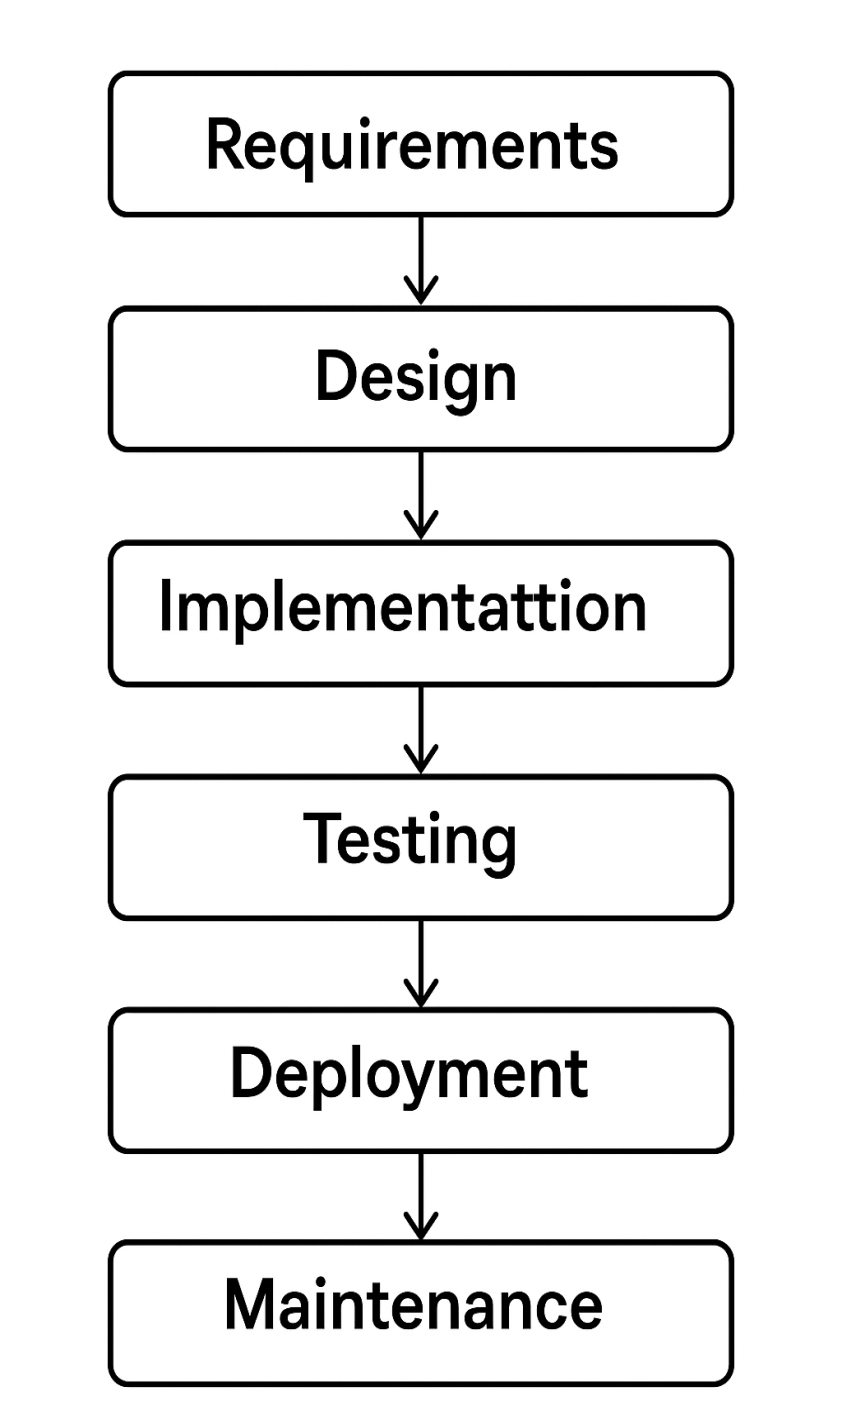 Requirements
Design
Implementattion
Testing
Deployment
Maintenance